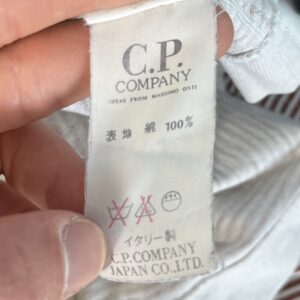 C.P.
COMPANY
IDEAS FROM MASSIMO OSTI
表地 綿 100%
イタリー製
C.P.COMPANY
JAPAN CO.,LTD.